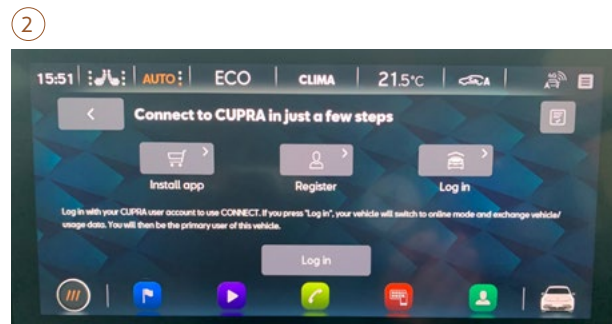 2
15:51 AUTO ECO CLIMA 21.5°C A 4G A
Connect to CUPRA in just a few steps
Install app Register Log in
Log in with your CUPRA user account to use CONNECT. If you press "Log in", your vehicle will switch to online mode and exchange vehicle/
usage data. You will then be the primary user of this vehicle.
Log in